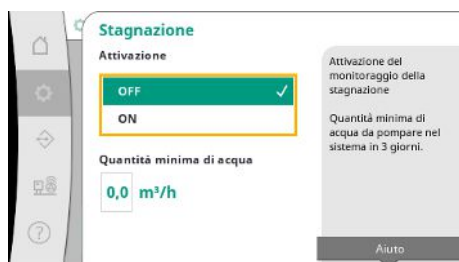 Stagnazione
Attivazione
OFF
ON
Quantità minima di acqua
0,0 m³/h
Attivazione del
monitoraggio della
stagnazione
Quantità minima di
acqua da pompare nel
sistema in 3 giorni.
Aiuto